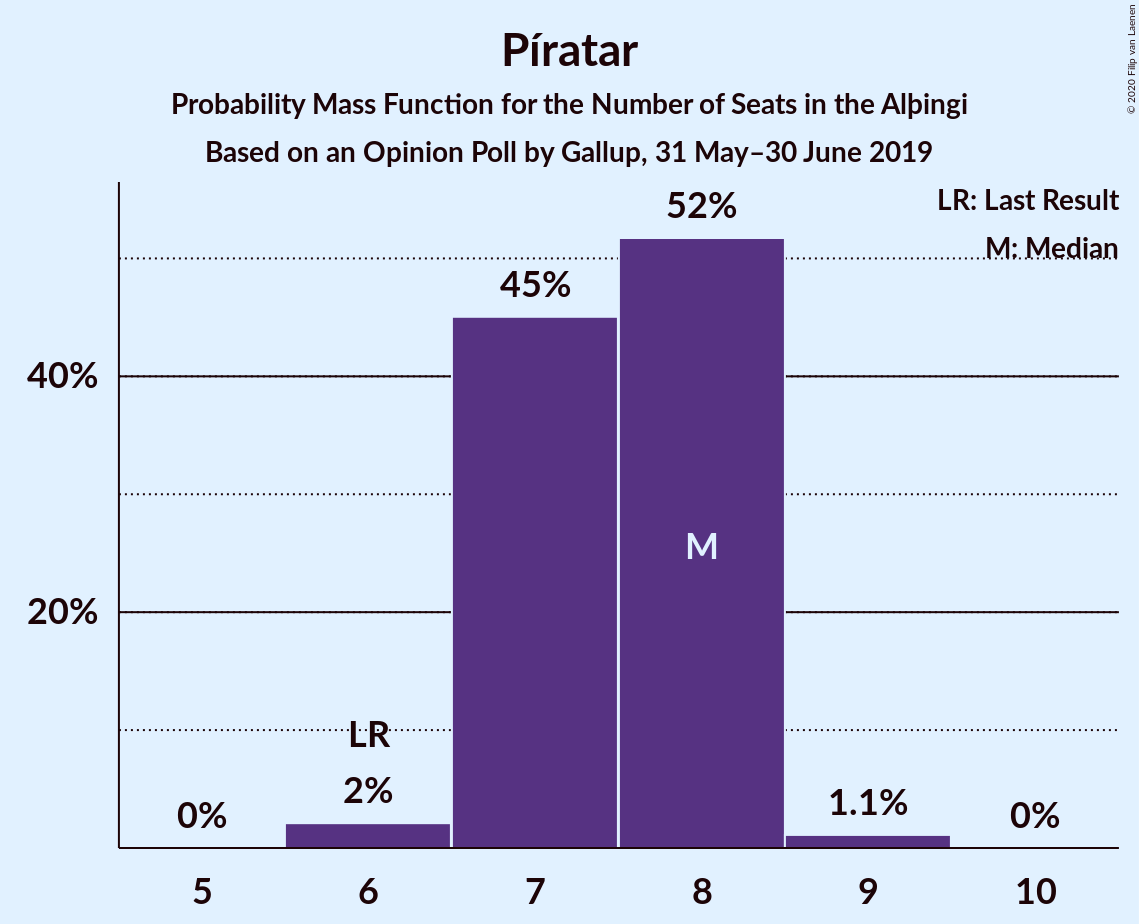 Píratar
Probability Mass Function for the Number of Seats in the Alþingi
Based on an Opinion Poll by Gallup, 31 May–30 June 2019
© 2020 Filip van Laenen
LR: Last Result
M: Median
52%
45%
40%
M
20%
LR
2%
1.1%
0%
0%
5
6
7
8
9
10